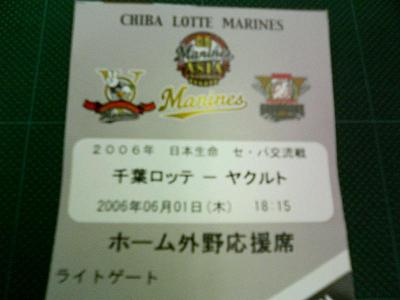 CHIBA LOTTE MARINES
Marines
ASIA
Marines
2006年 日本生命 セ・パ交流戦
千葉ロッテ － ヤクルト
2006年06月01日(木) 18:15
ホーム外野応援席
ライトゲート